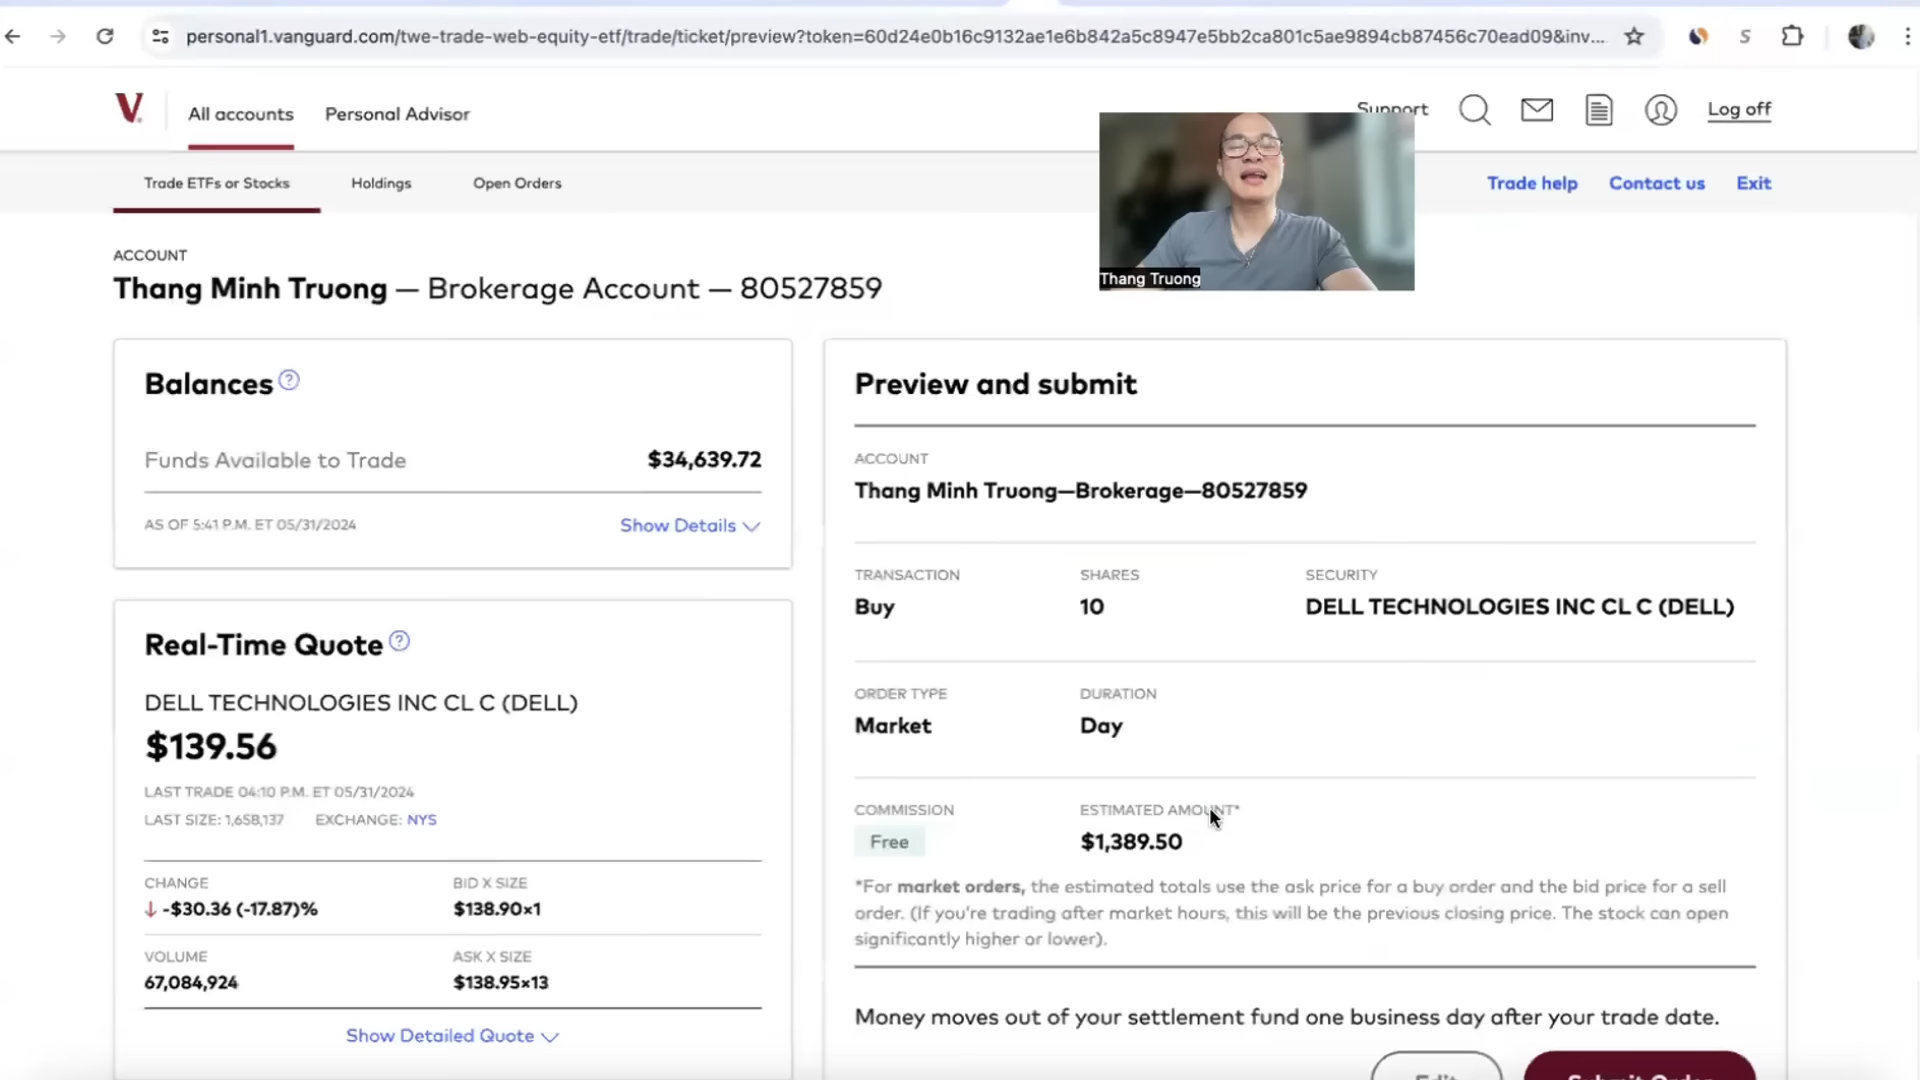 personal1.vanguard.com/twe-trade-web-equity-etf/trade/ticket/preview?token=60d24e0b16c9132ae1e6b842a5c8947e5bb2ca801c5ae9894cb87456c70ead09&inv...
All accounts
Personal Advisor
Support
Log off
Trade ETFs or Stocks
Holdings
Open Orders
Trade help
Contact us
Exit
Thang Truong
ACCOUNT
Thang Minh Truong — Brokerage Account — 80527859
Balances
Funds Available to Trade
$34,639.72
AS OF 5:41 P.M. ET 05/31/2024
Show Details
Real-Time Quote
DELL TECHNOLOGIES INC CL C (DELL)
$139.56
LAST TRADE 04:10 P.M. ET 05/31/2024
LAST SIZE: 1,658,137
EXCHANGE: NYS
CHANGE
-$30.36 (-17.87)%
BID X SIZE
$138.90×1
VOLUME
67,084,924
ASK X SIZE
$138.95×13
Show Detailed Quote
Preview and submit
ACCOUNT
Thang Minh Truong—Brokerage—80527859
TRANSACTION
Buy
SHARES
10
SECURITY
DELL TECHNOLOGIES INC CL C (DELL)
ORDER TYPE
Market
DURATION
Day
COMMISSION
Free
ESTIMATED AMOUNT*
$1,389.50
*For market orders, the estimated totals use the ask price for a buy order and the bid price for a sell
order. (If you're trading after market hours, this will be the previous closing price. The stock can open
significantly higher or lower).
Money moves out of your settlement fund one business day after your trade date.
Edit
Submit Order